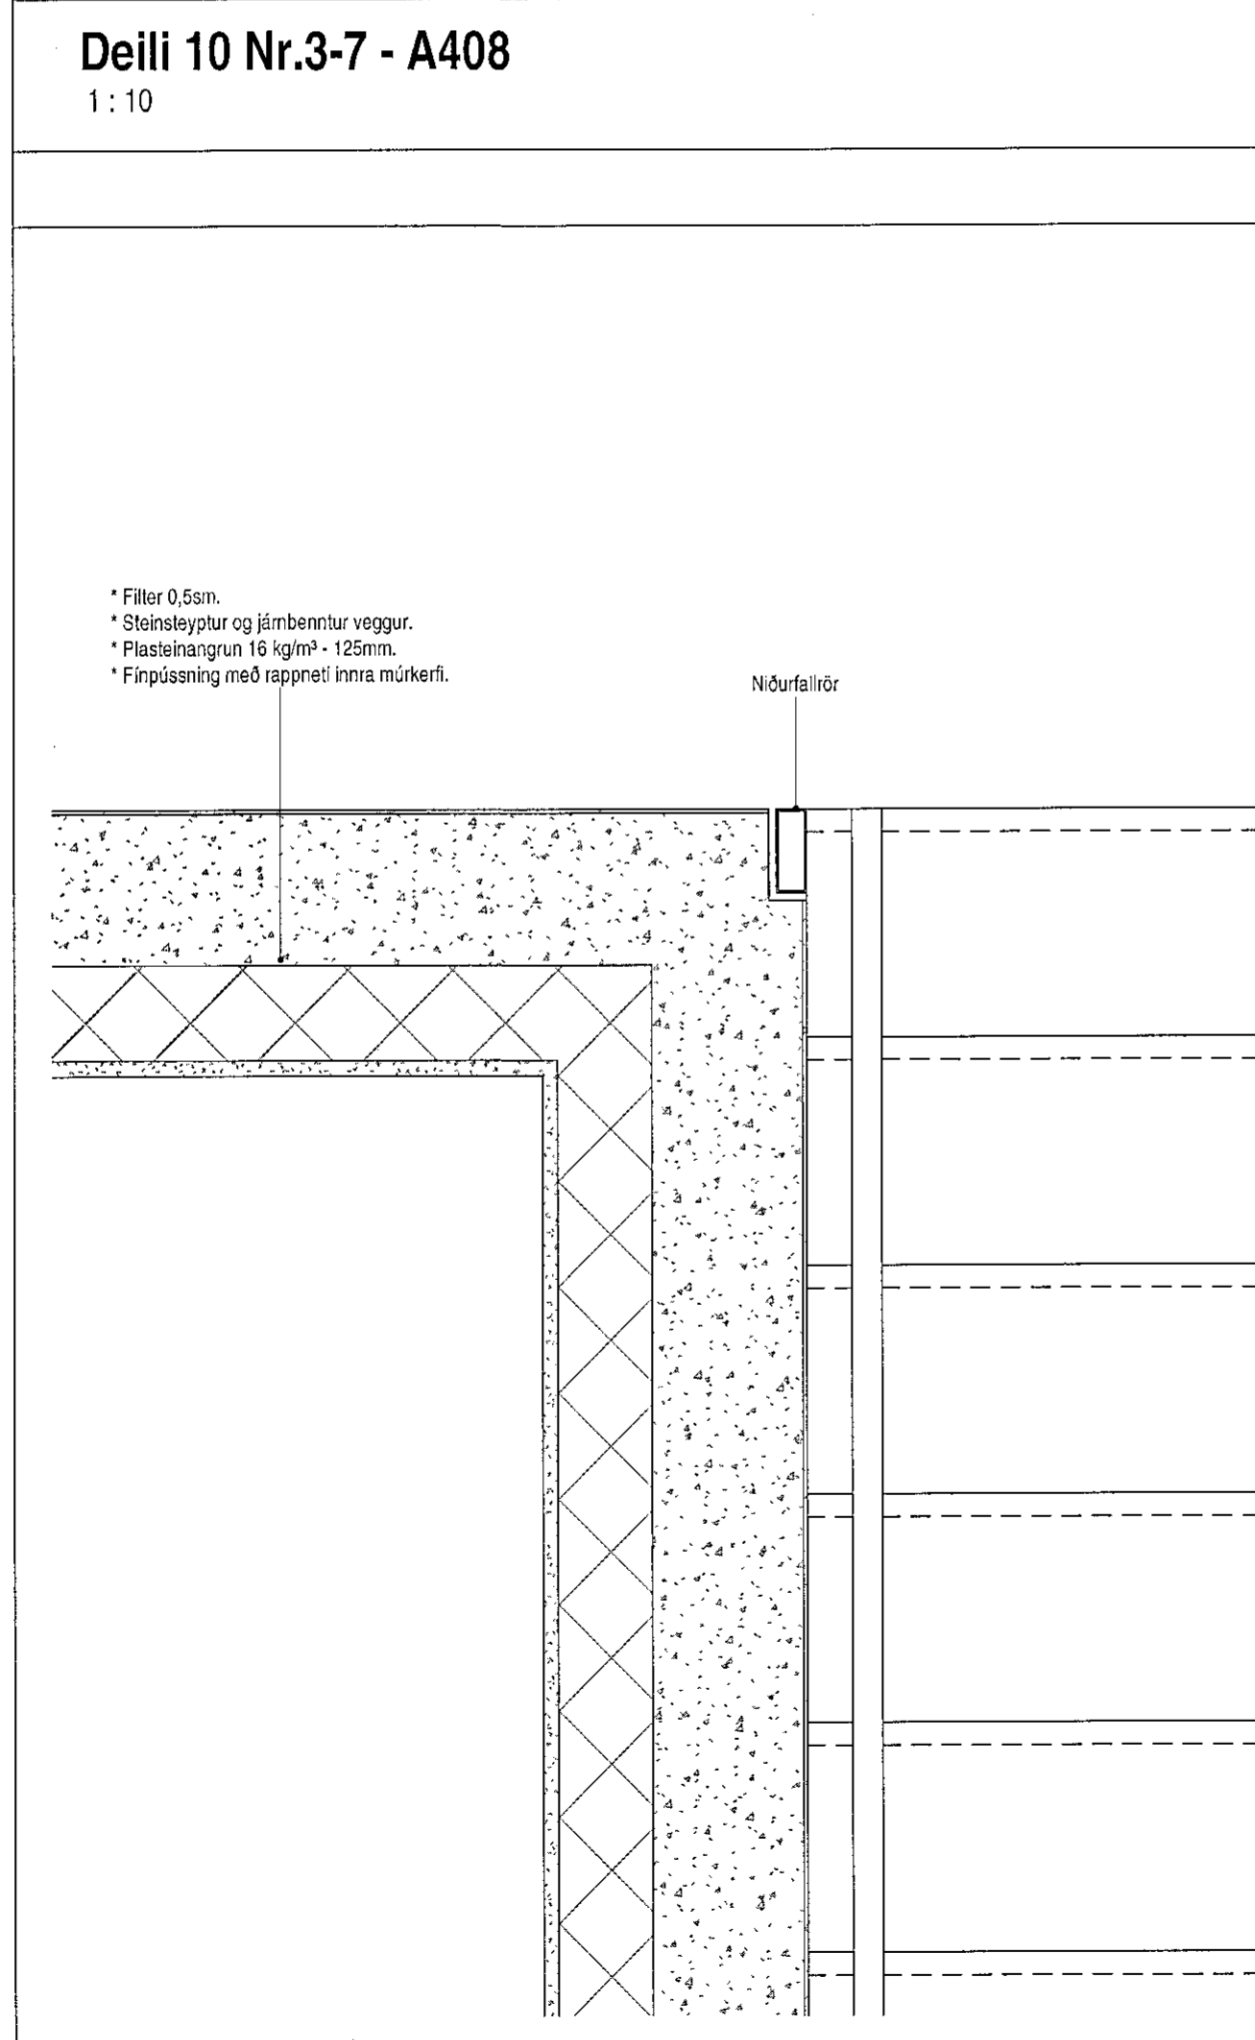 Deili 10 Nr.3-7 - A408
1 : 10
* Filter 0,5sm.
* Steinsteyptur og járnbenntur veggur.
* Plasteinangrun 16 kg/m³ - 125mm.
* Fínpússning með rappneti innra múrkerfi.
Niðurfallrör